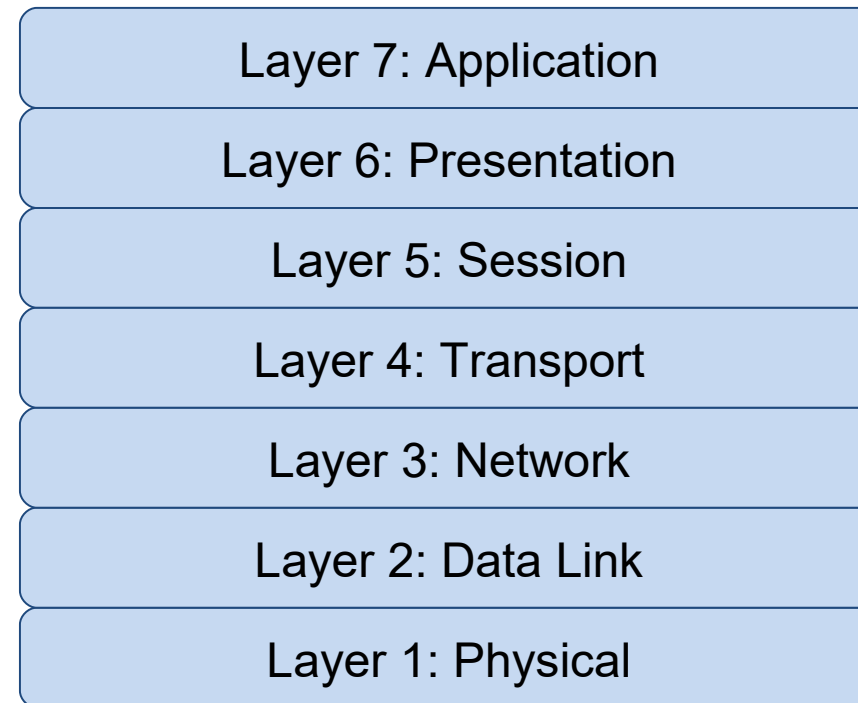 Layer 7: Application
Layer 6: Presentation
Layer 5: Session
Layer 4: Transport
Layer 3: Network
Layer 2: Data Link
Layer 1: Physical